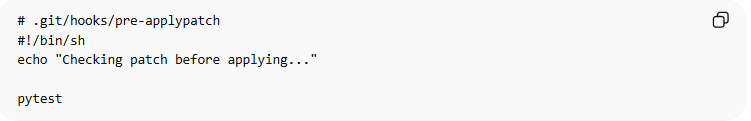 # .git/hooks/pre-applypatch
#!/bin/sh
echo "Checking patch before applying..."
pytest